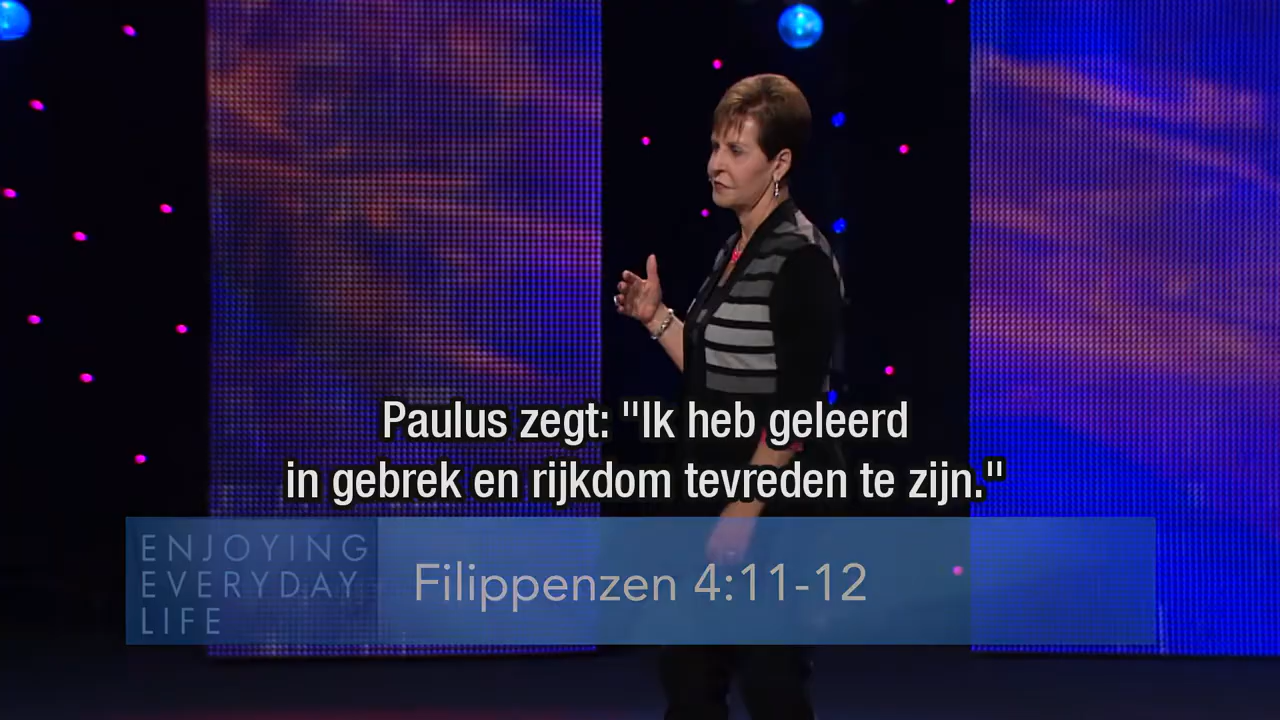 Paulus zegt: "Ik heb geleerd
in gebrek en rijkdom tevreden te zijn."
ENJOYING
EVERYDAY
LIFE
Filippenzen 4:11-12